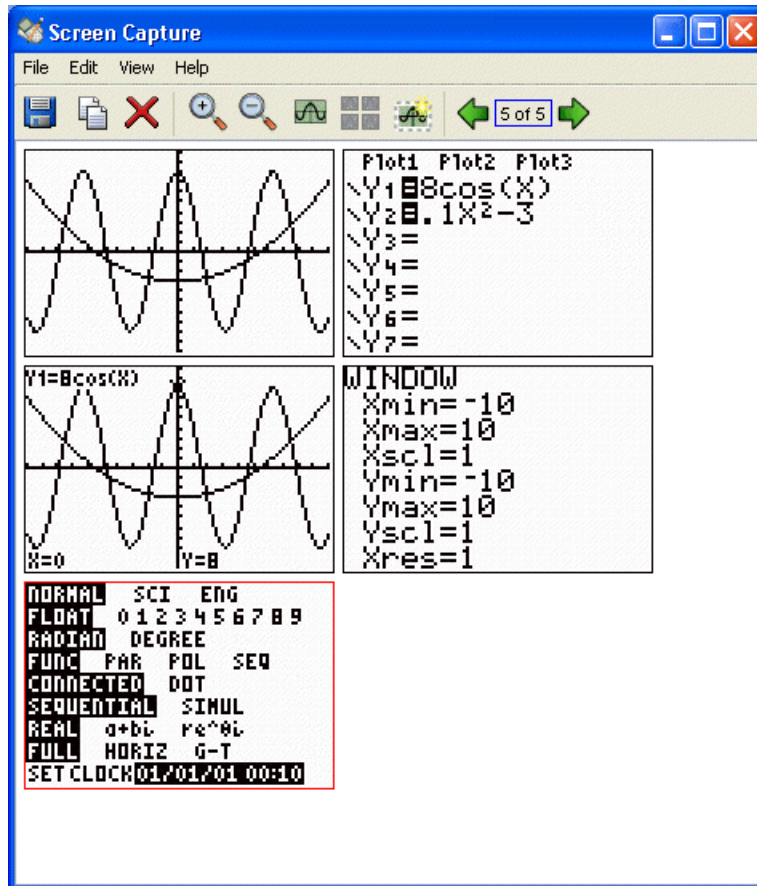 Screen Capture
File Edit View Help
5 of 5
Plot1 Plot2 Plot3
\Y1=8cos(X)
\Y2=.1X²-3
\Y3=
\Y4=
\Y5=
\Y6=
\Y7=
Y1=8cos(X)
X=0 Y=8
WINDOW
Xmin=-10
Xmax=10
Xscl=1
Ymin=-10
Ymax=10
Yscl=1
Xres=1
NORMAL SCI ENG
FLOAT 0 1 2 3 4 5 6 7 8 9
RADIAN DEGREE
FUNC PAR POL SEQ
CONNECTED DOT
SEQUENTIAL SIMUL
REAL a+bi re^θi
FULL HORIZ G-T
SET CLOCK 01/01/01 00:10